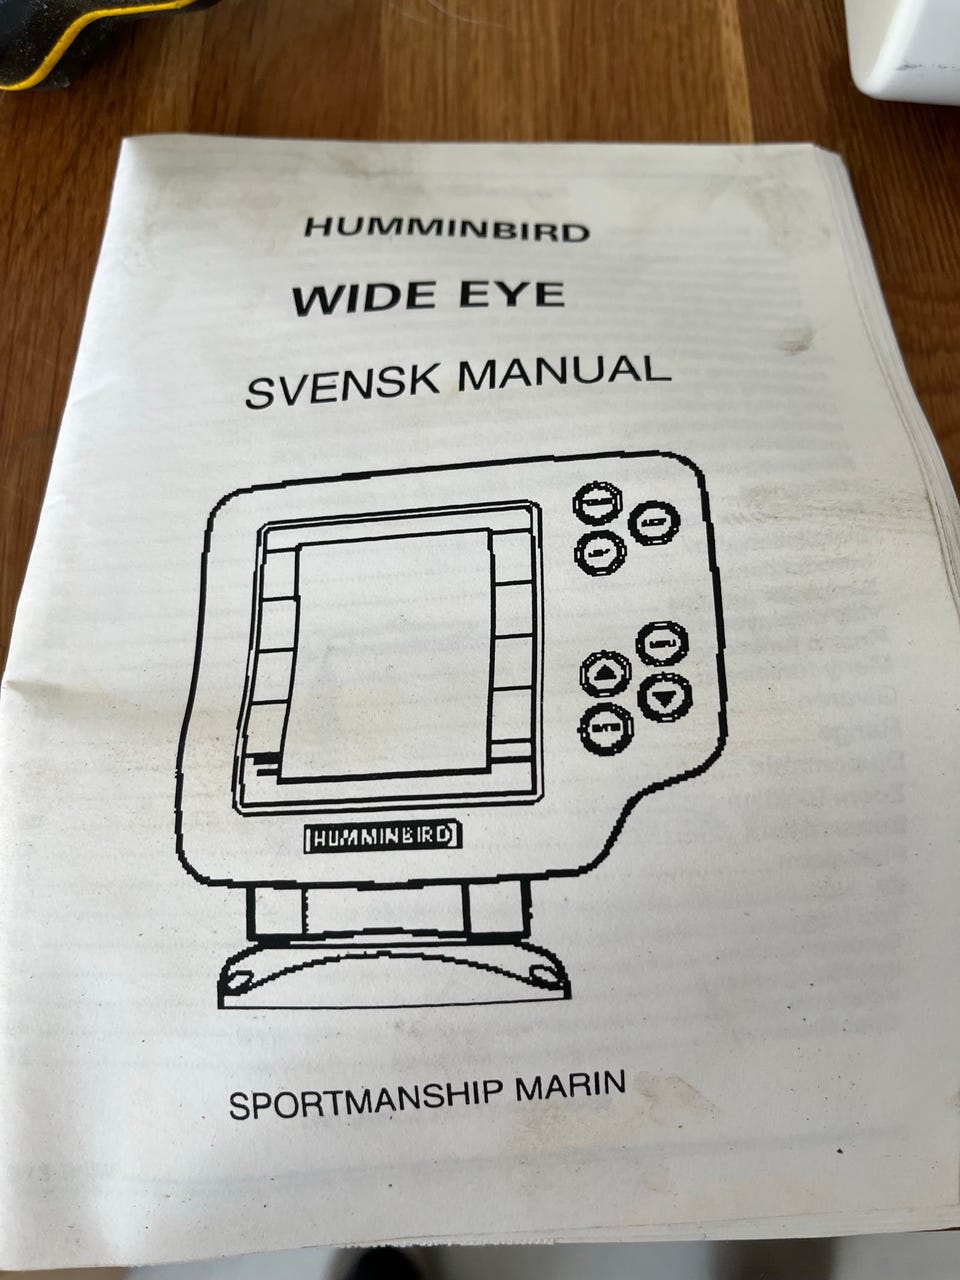 HUMMINBIRD
WIDE EYE
SVENSK MANUAL
HUMMINBIRD
SPORTMANSHIP MARIN